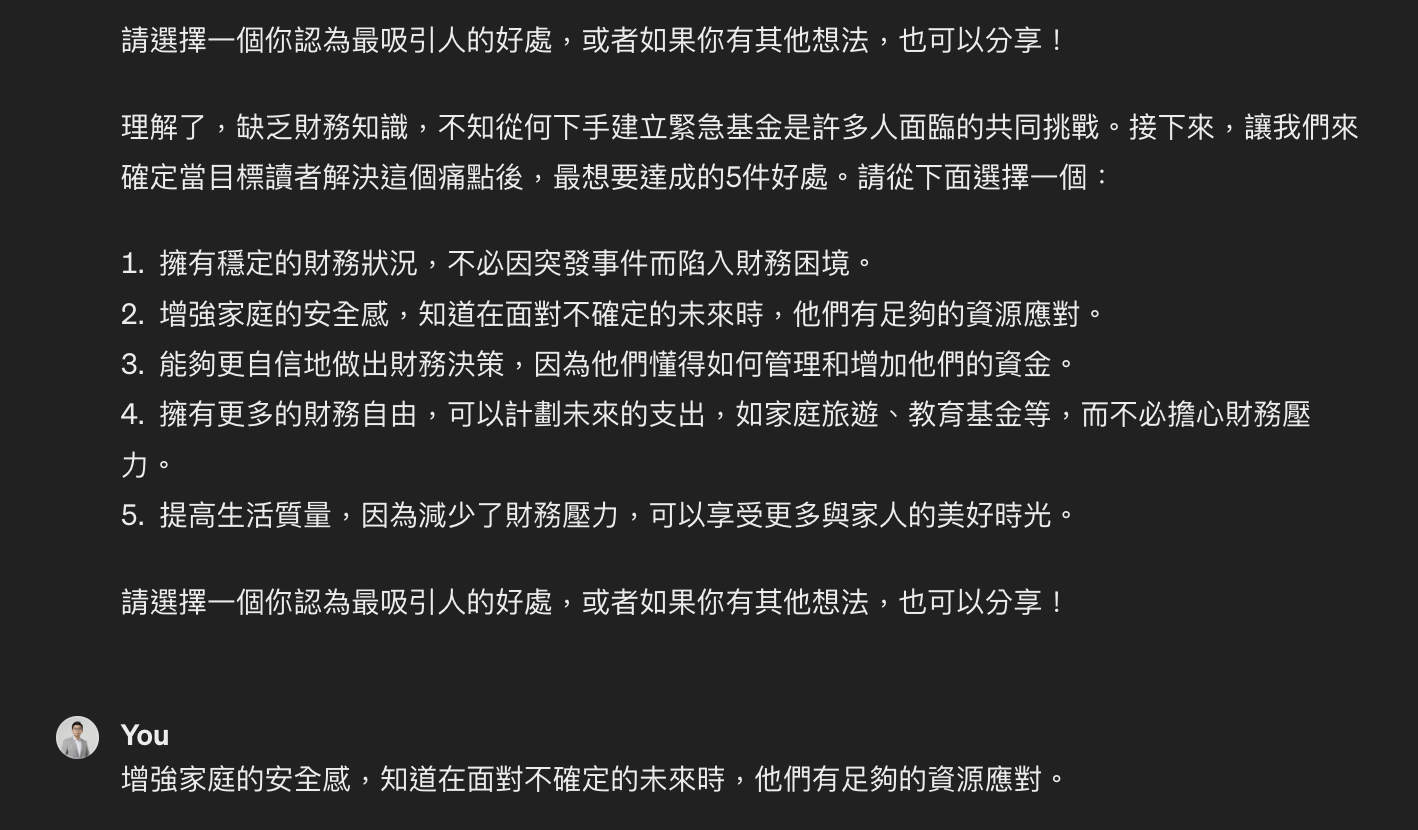 請選擇一個你認為最吸引人的好處，或者如果你有其他想法，也可以分享！
理解了，缺乏財務知識，不知從何下手建立緊急基金是許多人面臨的共同挑戰。接下來，讓我們來
確定當目標讀者解決這個痛點後，最想要達成的5件好處。請從下面選擇一個：
1. 擁有穩定的財務狀況，不必因突發事件而陷入財務困境。
2. 增強家庭的安全感，知道在面對不確定的未來時，他們有足夠的資源應對。
3. 能夠更自信地做出財務決策，因為他們懂得如何管理和增加他們的資金。
4. 擁有更多的財務自由，可以計劃未來的支出，如家庭旅遊、教育基金等，而不必擔心財務壓
力。
5. 提高生活質量，因為減少了財務壓力，可以享受更多與家人的美好時光。
請選擇一個你認為最吸引人的好處，或者如果你有其他想法，也可以分享！
You
增強家庭的安全感，知道在面對不確定的未來時，他們有足夠的資源應對。